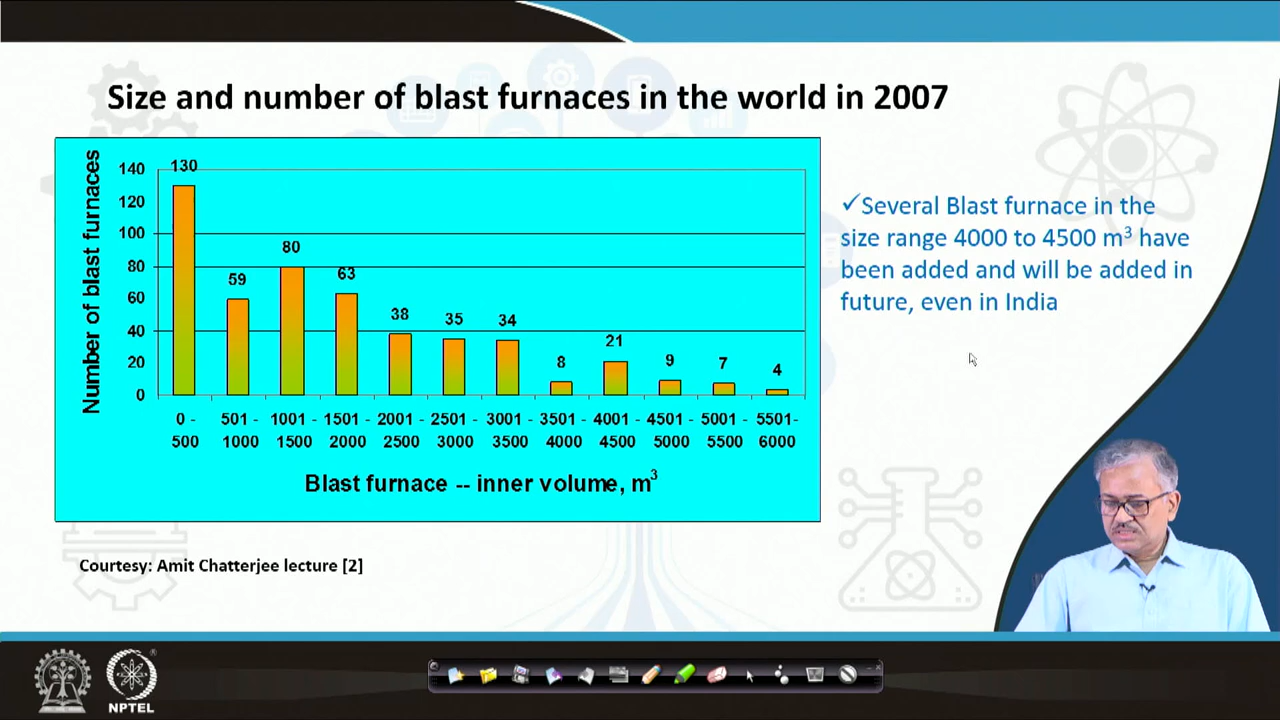 Size and number of blast furnaces in the world in 2007
Number of blast furnaces
140
120
100
80
60
40
20
0
130
59
80
63
38
35
34
8
21
9
7
4
0 - 500
501 - 1000
1001 - 1500
1501 - 2000
2001 - 2500
2501 - 3000
3001 - 3500
3501 - 4000
4001 - 4500
4501 - 5000
5001 - 5500
5501- 6000
Blast furnace -- inner volume, m³
✓Several Blast furnace in the
size range 4000 to 4500 m³ have
been added and will be added in
future, even in India
Courtesy: Amit Chatterjee lecture [2]
NPTEL